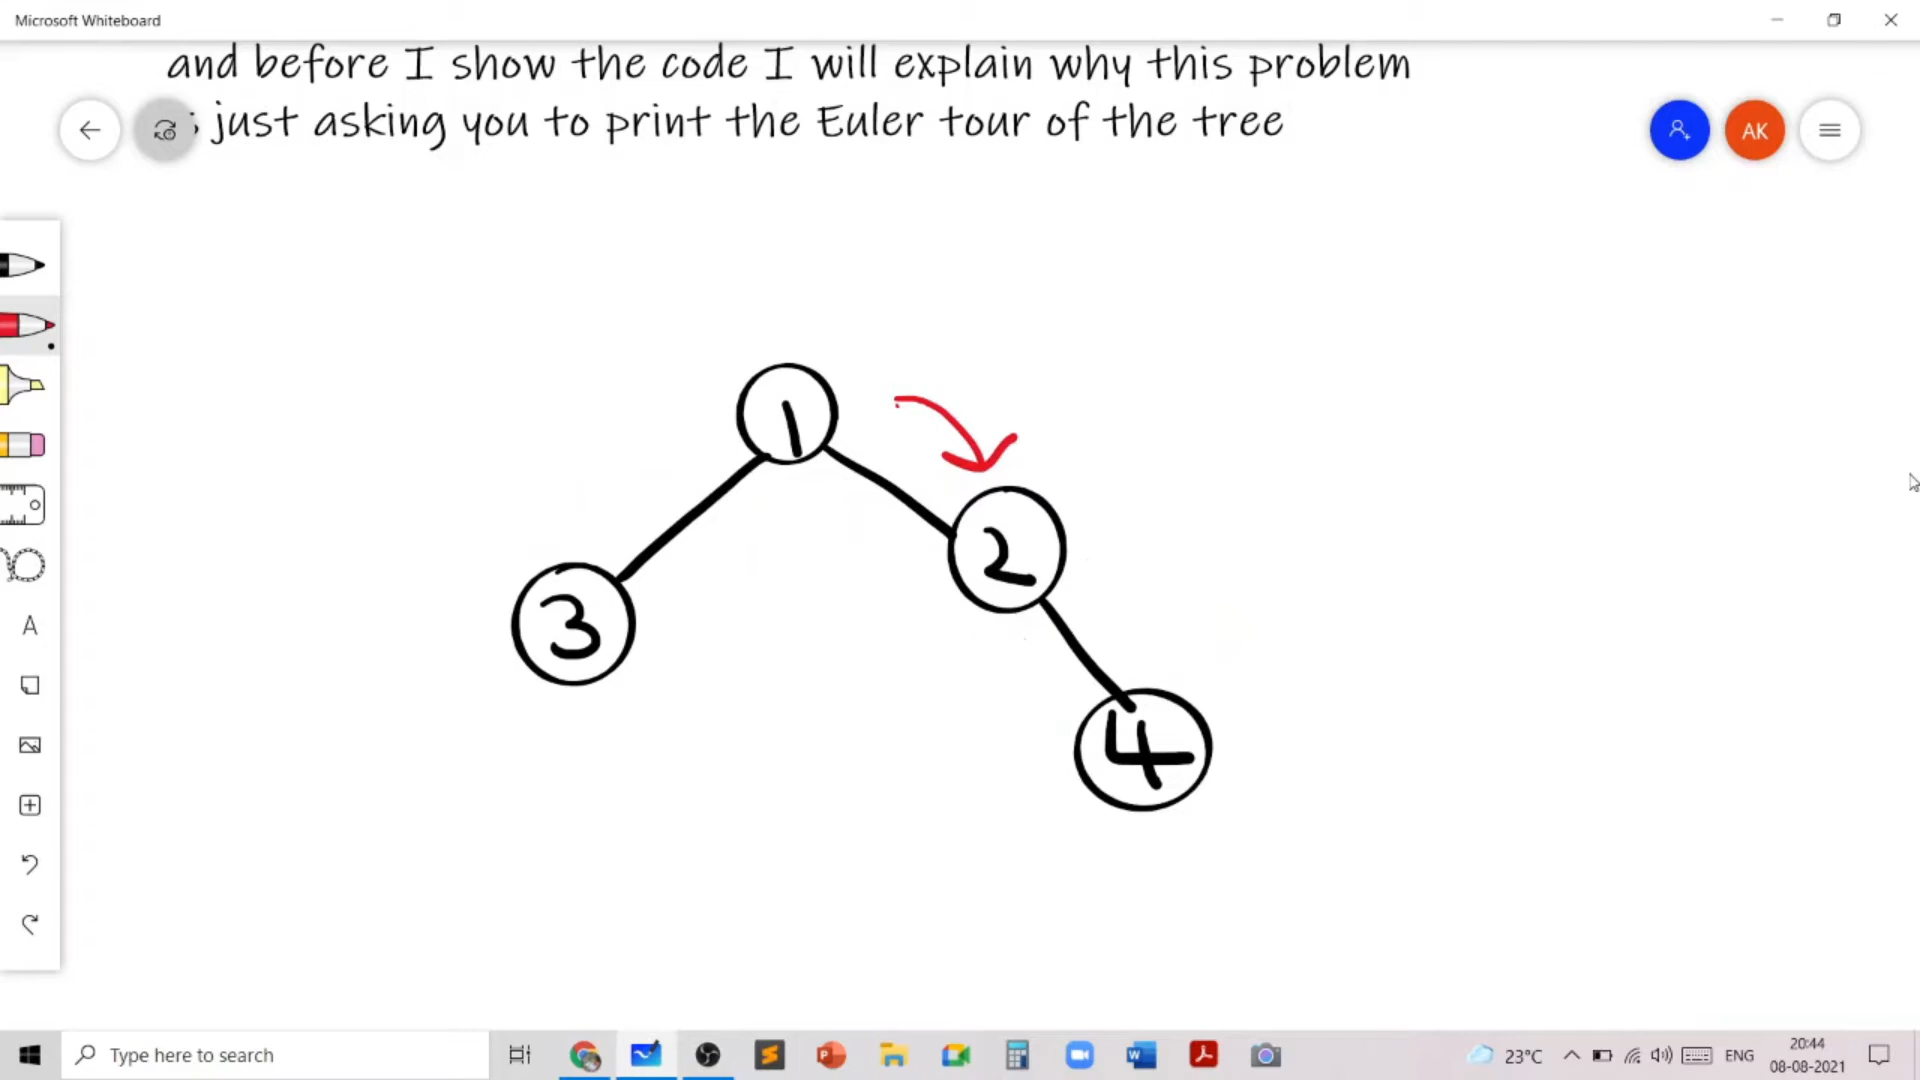 Microsoft Whiteboard
and before I show the code I will explain why this problem
just asking you to print the Euler tour of the tree
AK
1
2
3
4
A
Type here to search
23°C
ENG
20:44
08-08-2021